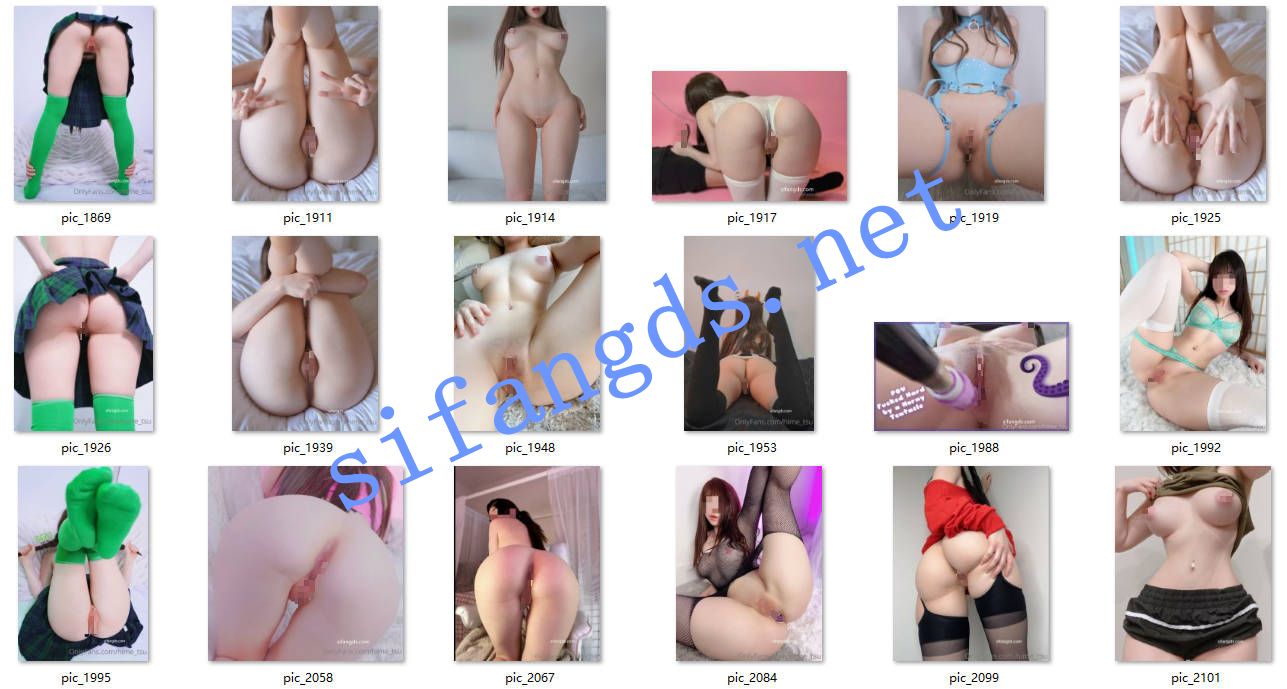 OnlyFans.com/hime_tsu
pic_1869
pic_1911
pic_1914
pic_1917
pic_1919
pic_1925
sifangds.net
pic_1926
pic_1939
pic_1948
pic_1953
POV
Fucked Hard
by a Horny
Tentacle
pic_1988
pic_1992
pic_1995
pic_2058
pic_2067
pic_2084
pic_2099
pic_2101
sifangds.com